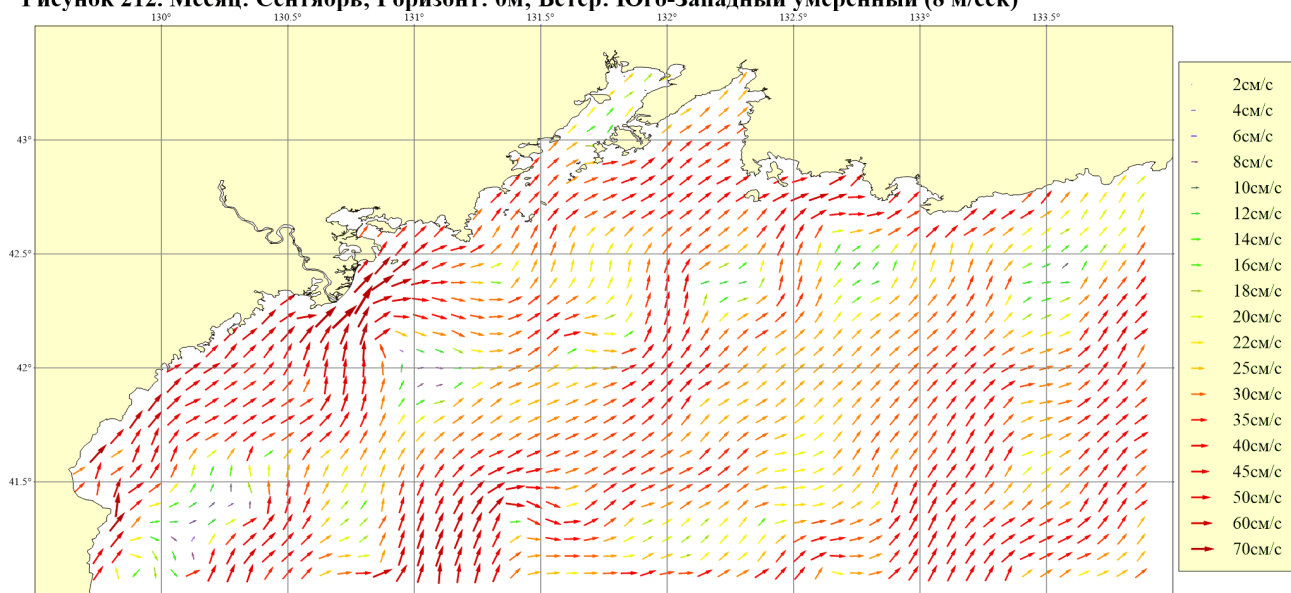 Рисунок 212. Месяц: Сентябрь; Горизонт: 0м; Ветер: Юго-Западный умеренный (8 м/сек)
130° 130.5° 131° 131.5° 132° 132.5° 133° 133.5°
43°
42.5°
42°
41.5°
2см/с
4см/с
6см/с
8см/с
10см/с
12см/с
14см/с
16см/с
18см/с
20см/с
22см/с
25см/с
30см/с
35см/с
40см/с
45см/с
50см/с
60см/с
70см/с